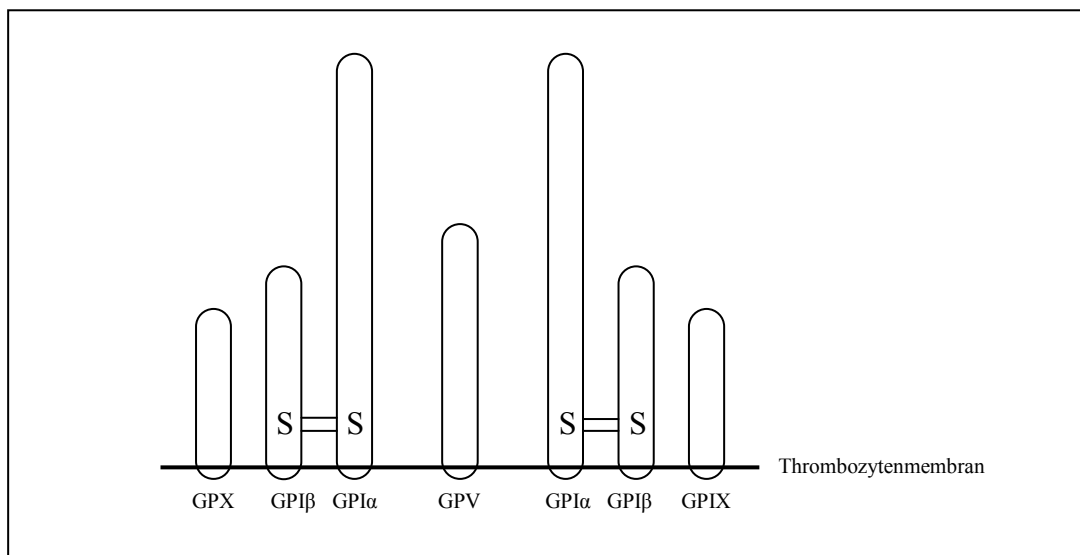 S S S S
Thrombozytenmembran
GPX GPIβ GPIα GPV GPIα GPIβ GPIX